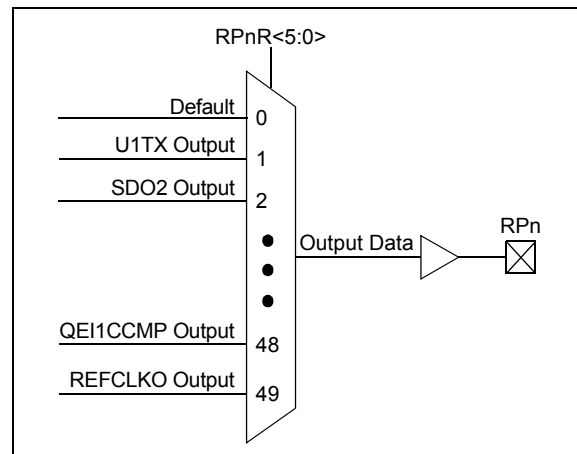 RPnR<5:0>
Default
0
U1TX Output
1
SDO2 Output
2
Output Data
RPn
QEI1CCMP Output
48
REFCLKO Output
49